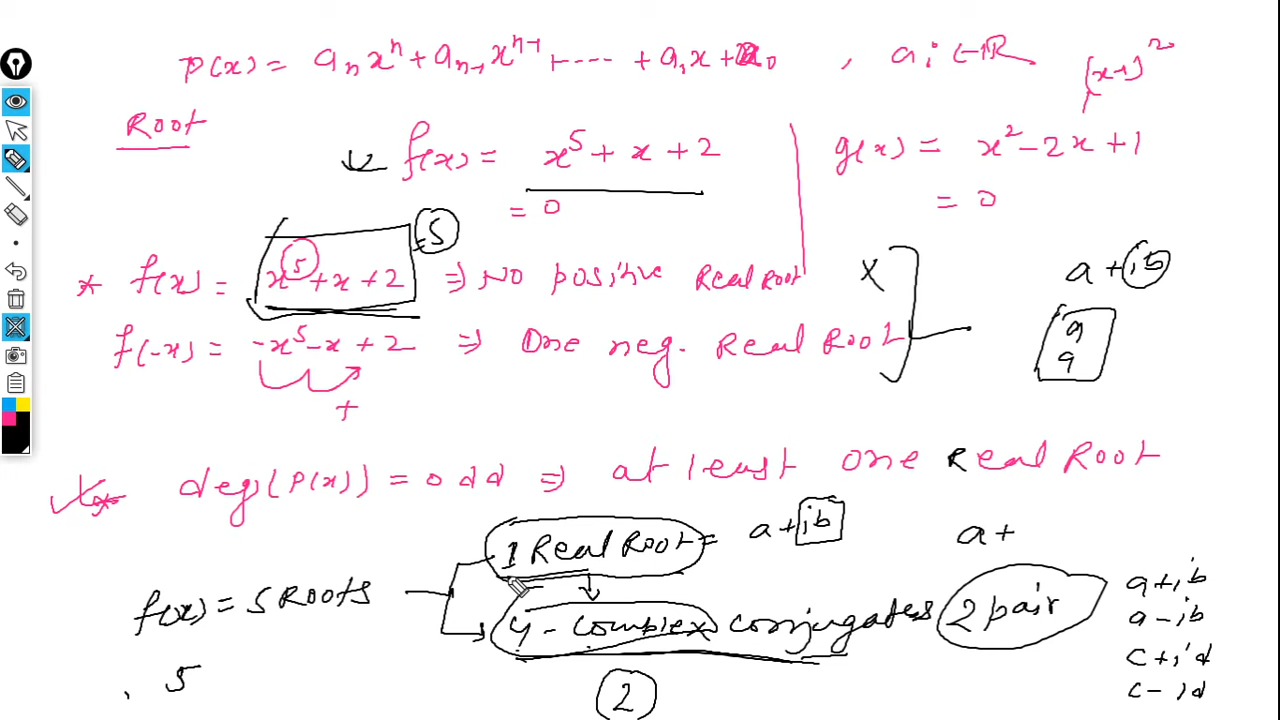 p(x) = aₙxⁿ + aₙ₋₁xⁿ⁻¹ + ---- + a₁x + a₀ , aᵢ ∈ ℝ
(x-1)²
Root
f(x) = x⁵ + x + 2
= 0
g(x) = x² - 2x + 1
= 0
5
* f(x) = x⁵ + x + 2 ⇒ No positive Real Root
f(-x) = -x⁵ - x + 2 ⇒ One neg. Real Root
+
X
a + ib
9
9
* deg(P(x)) = odd ⇒ at least one Real Root
1 Real Root = a + ib
a +
f(x) = 5 Roots
4 - complex conjugates
2 pair
2
a + ib
a - ib
c + id
c - id
, 5